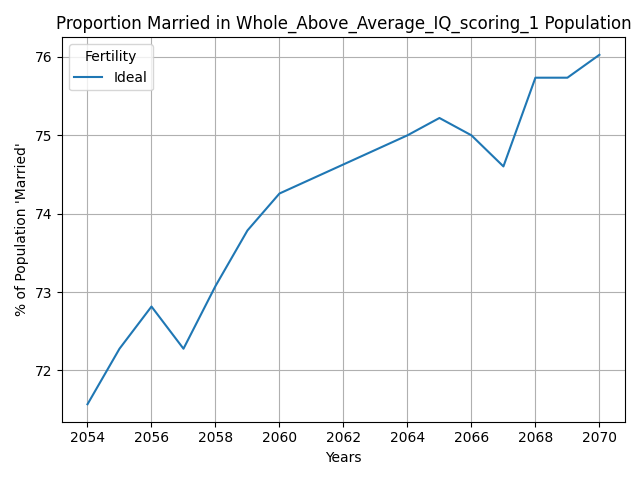 Proportion Married in Whole_Above_Average_IQ_scoring_1 Population
Fertility
Ideal
% of Population 'Married'
76
75
74
73
72
2054 2056 2058 2060 2062 2064 2066 2068 2070
Years